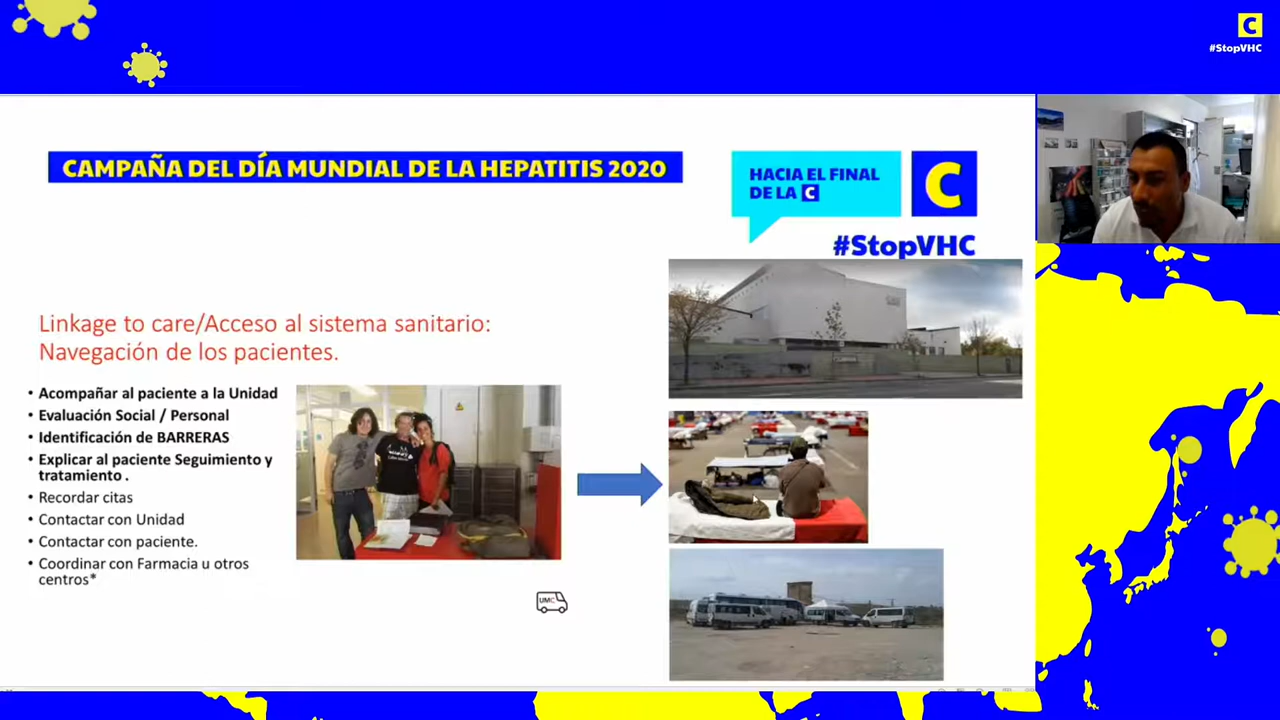 C
#StopVHC
CAMPAÑA DEL DÍA MUNDIAL DE LA HEPATITIS 2020
HACIA EL FINAL
DE LA C
C
#StopVHC
Linkage to care/Acceso al sistema sanitario:
Navegación de los pacientes.
• Acompañar al paciente a la Unidad
• Evaluación Social / Personal
• Identificación de BARRERAS
• Explicar al paciente Seguimiento y
tratamiento .
• Recordar citas
• Contactar con Unidad
• Contactar con paciente.
• Coordinar con Farmacia u otros
centros*
UMC